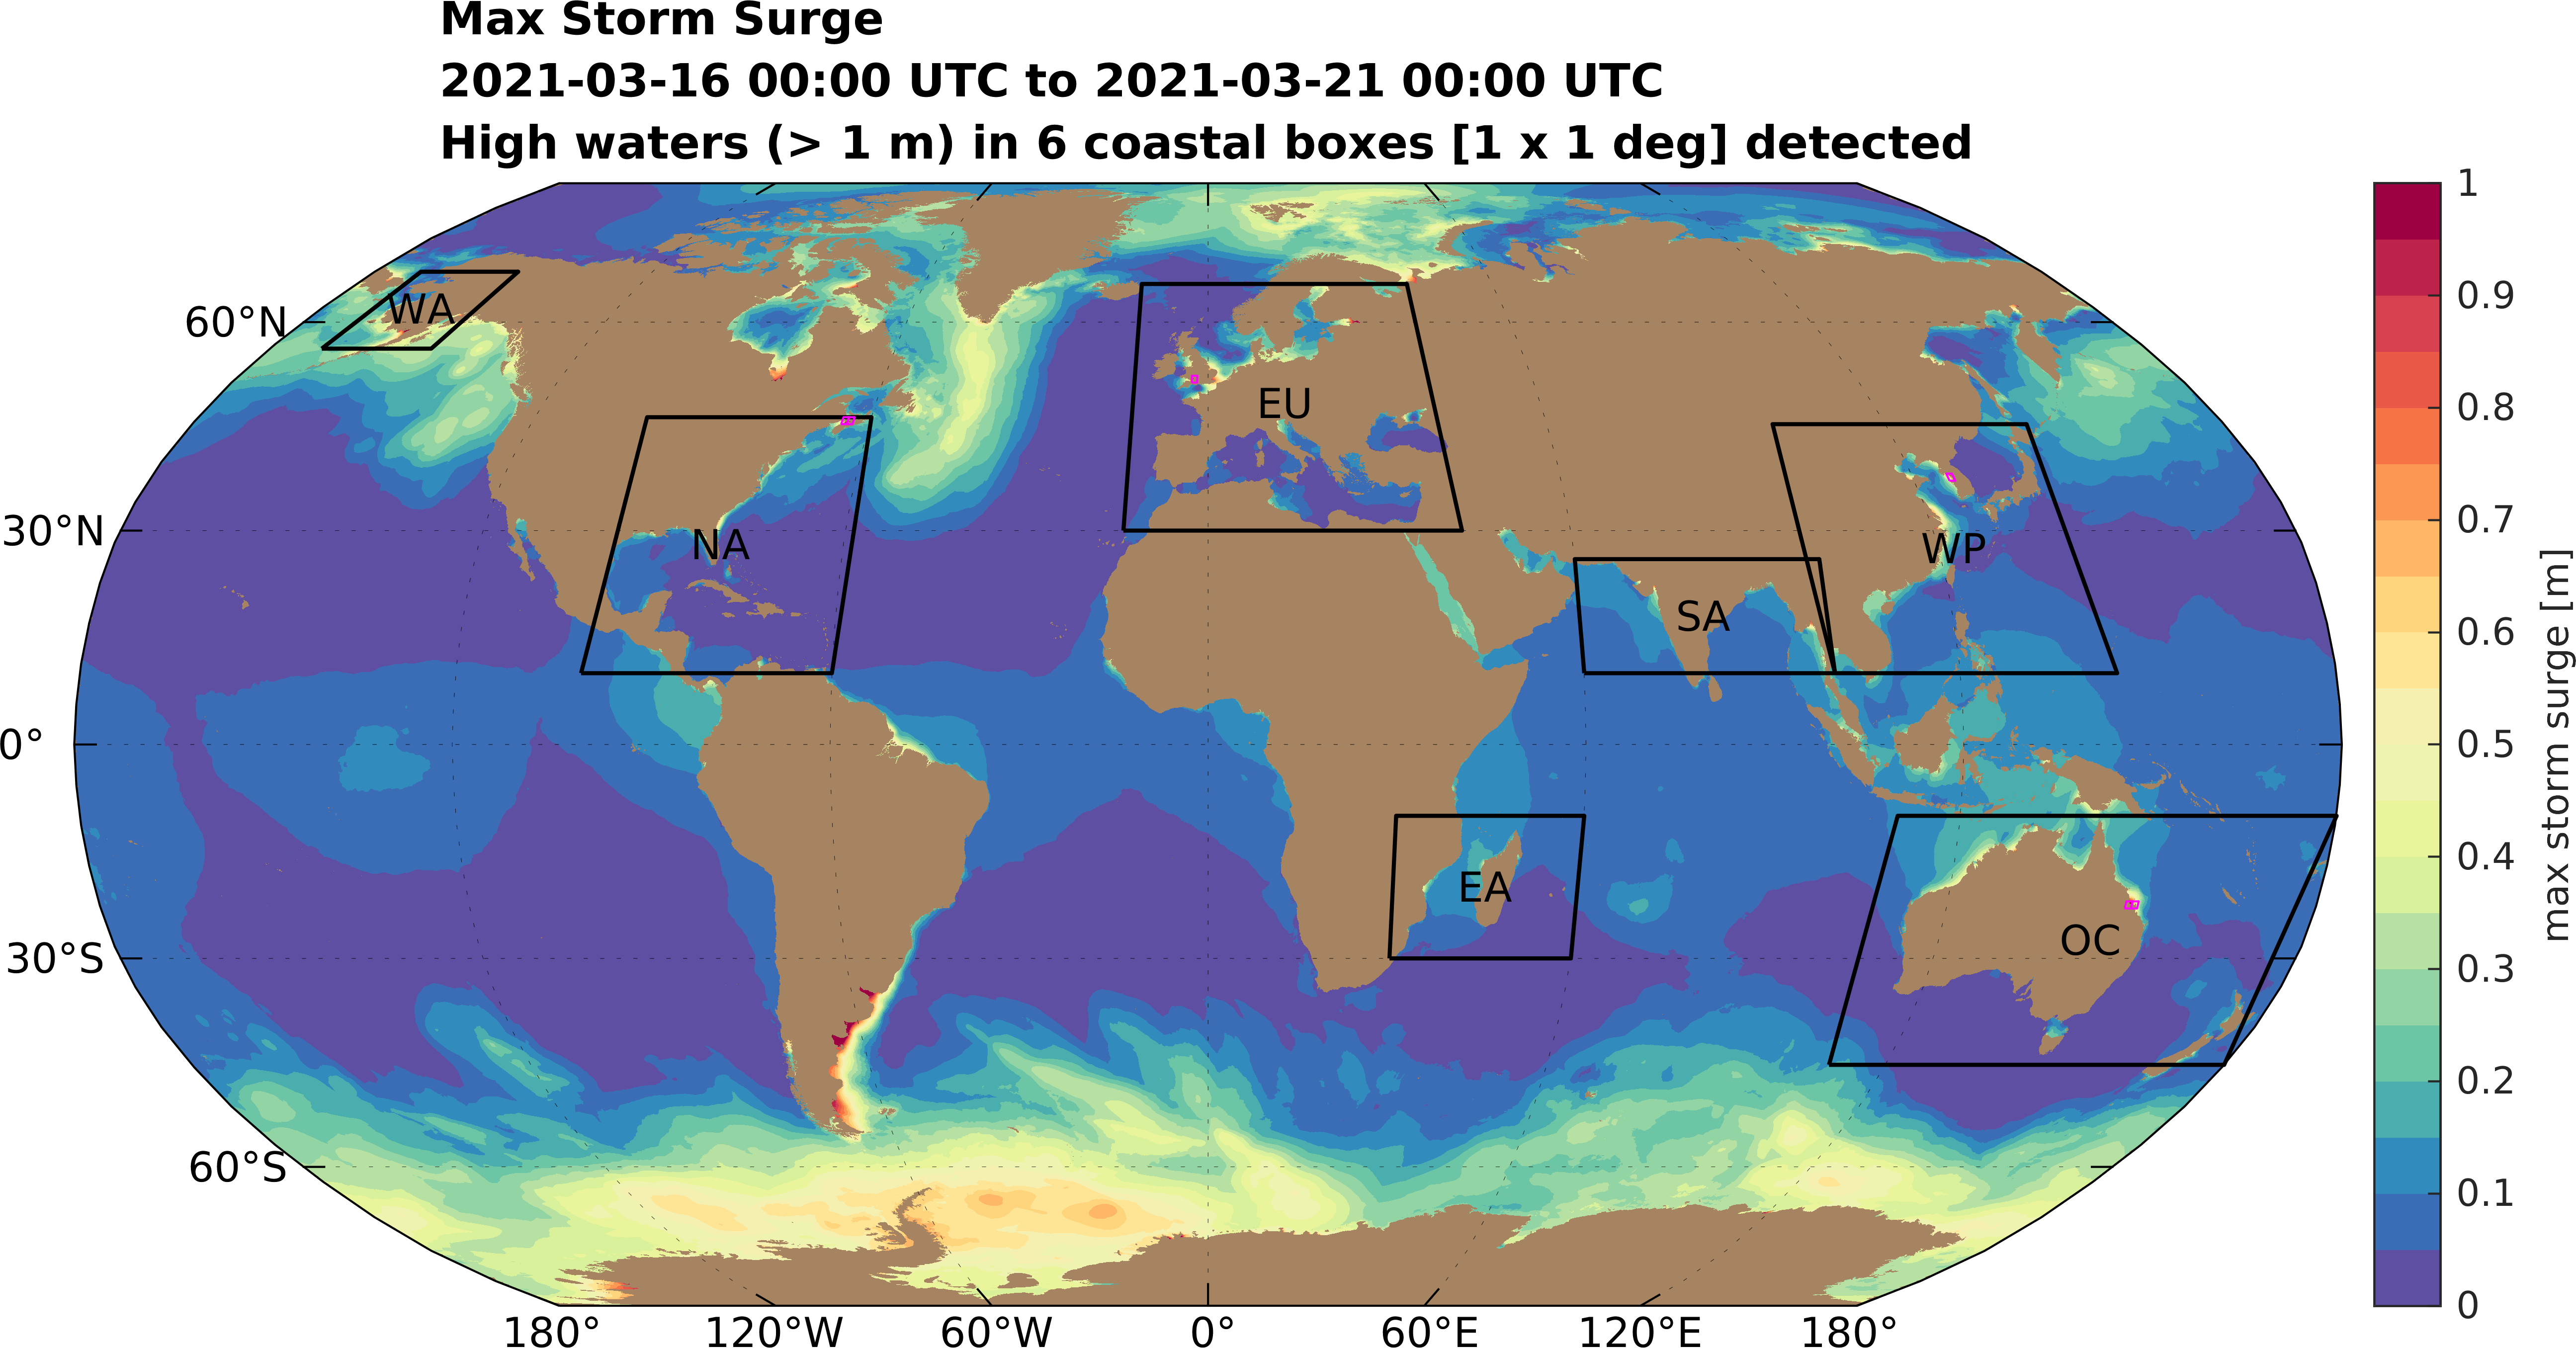 Max Storm Surge
2021-03-16 00:00 UTC to 2021-03-21 00:00 UTC
High waters (> 1 m) in 6 coastal boxes [1 x 1 deg] detected
WA
60°N
EU
30°N
NA
WP
SA
0°
EA
OC
30°S
60°S
180°
120°W
60°W
0°
60°E
120°E
180°
1
0.9
0.8
0.7
0.6
0.5
0.4
0.3
0.2
0.1
0
max storm surge [m]